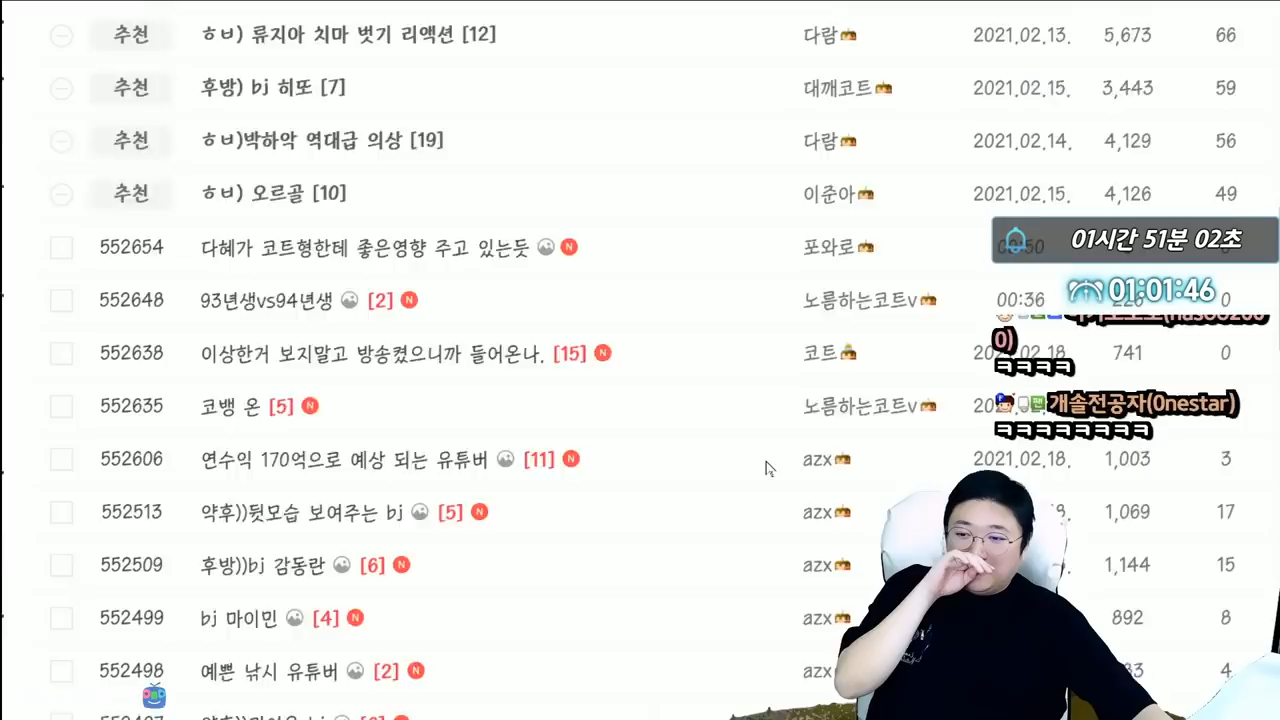 추천 ㅎㅂ) 류지아 치마 벗기 리액션 [12] 다람 2021.02.13. 5,673 66
추천 후방) bj 히또 [7] 대깨코트 2021.02.15. 3,443 59
추천 ㅎㅂ)박하악 역대급 의상 [19] 다람 2021.02.14. 4,129 56
추천 ㅎㅂ) 오르골 [10] 이준아 2021.02.15. 4,126 49
01시간 51분 02초
552654 다혜가 코트형한테 좋은영향 주고 있는듯 N 포와로 00:50
01:01:46
552648 93년생vs94년생 [2] N 노름하는코트v 00:36 0
552638 이상한거 보지말고 방송켰으니까 들어온나. [15] N 코트 741 0
ㅋㅋㅋㅋ
552635 코뱅 온 [5] N 노름하는코트v
개솔전공자(0nestar)
ㅋㅋㅋㅋㅋㅋㅋㅋ
552606 연수익 170억으로 예상 되는 유튜버 [11] N azx 2021.02.18. 1,003 3
552513 약후))뒷모습 보여주는 bj [5] N azx 1,069 17
552509 후방))bj 감동란 [6] N azx 1,144 15
552499 bj 마이민 [4] N azx 892 8
552498 예쁜 낚시 유튜버 [2] N azx 4